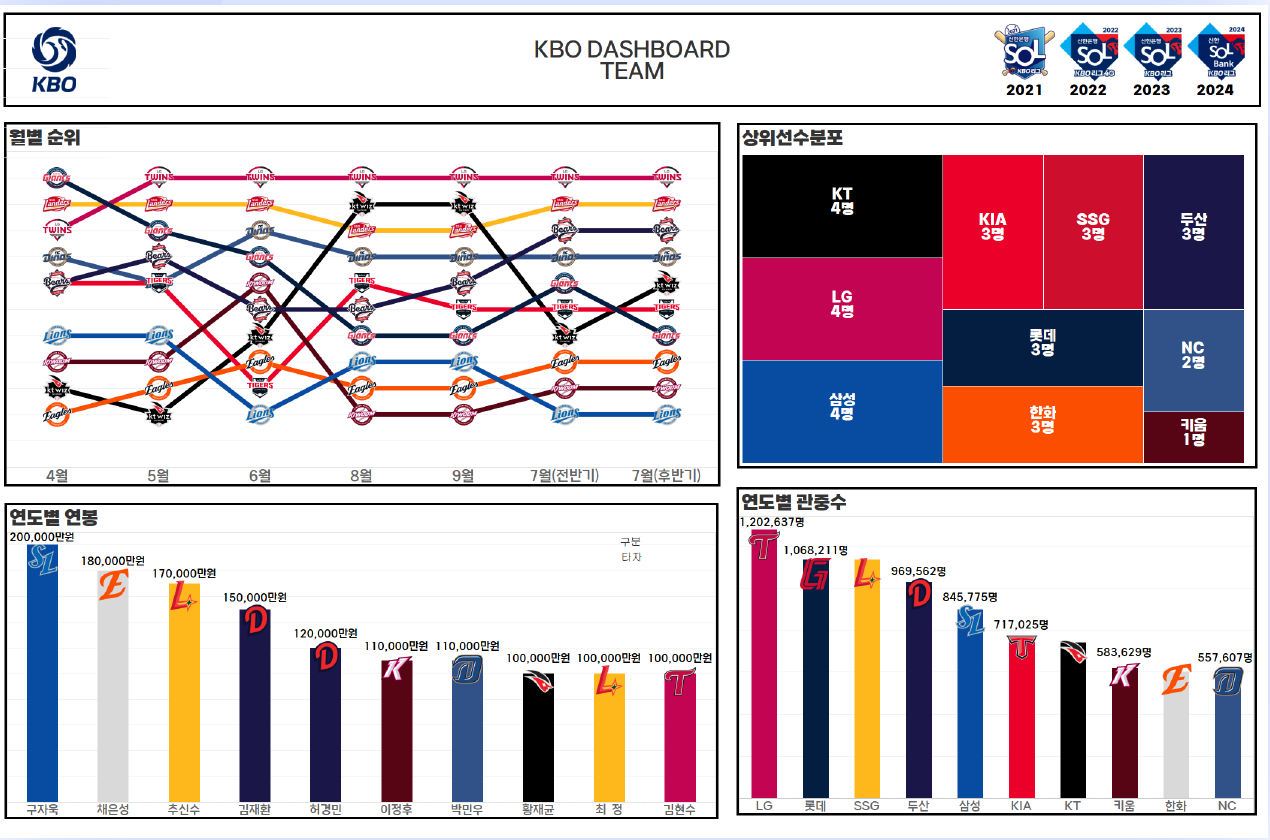 KBO
KBO DASHBOARD
TEAM
2021
2022
2023
2024
월별 순위
4월
5월
6월
8월
9월
7월(전반기)
7월(후반기)
상위선수분포
KT
4명
LG
4명
삼성
4명
KIA
3명
SSG
3명
두산
3명
롯데
3명
한화
3명
NC
2명
키움
1명
연도별 연봉
구분
타자
200,000만원
180,000만원
170,000만원
150,000만원
120,000만원
110,000만원
110,000만원
100,000만원
100,000만원
100,000만원
구자욱
채은성
추신수
김재환
허경민
이정후
박민우
황재균
최 정
김현수
연도별 관중수
1,202,637명
1,068,211명
969,562명
845,775명
717,025명
583,629명
557,607명
LG
롯데
SSG
두산
삼성
KIA
KT
키움
한화
NC